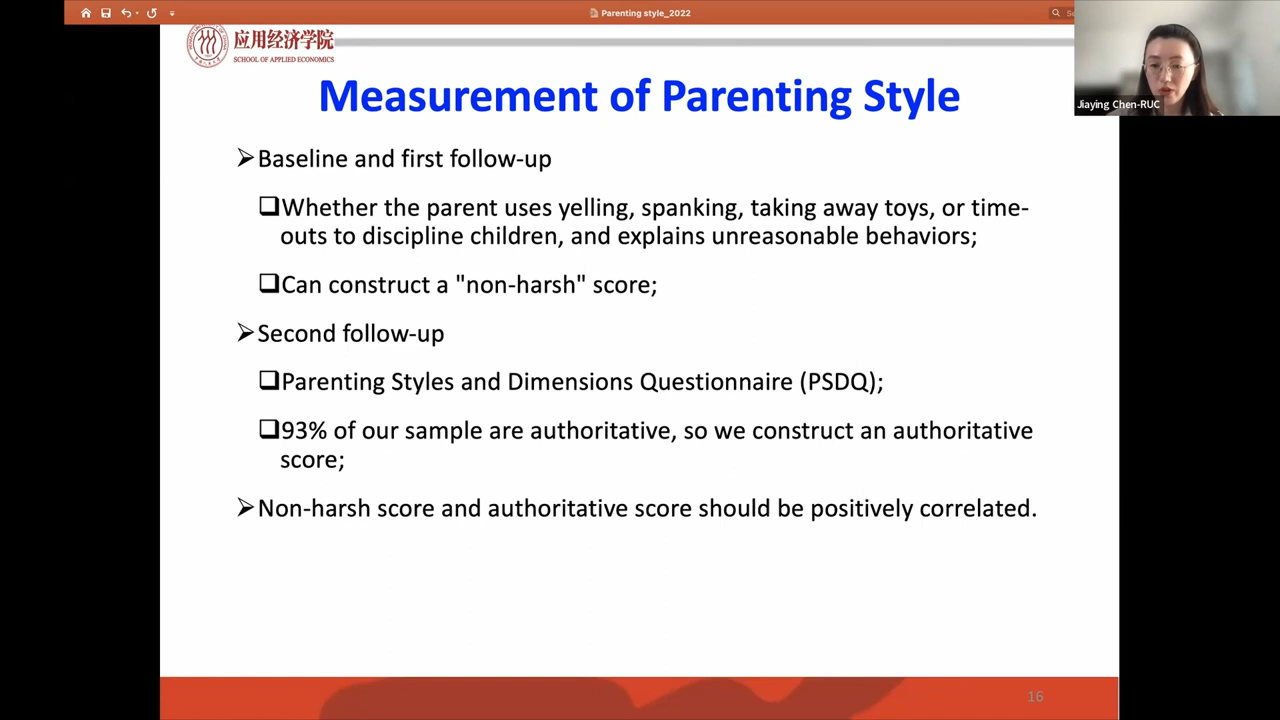 Parenting style_2022
应用经济学院
SCHOOL OF APPLIED ECONOMICS
Jiaying Chen-RUC
Measurement of Parenting Style
Baseline and first follow-up
Whether the parent uses yelling, spanking, taking away toys, or time-
outs to discipline children, and explains unreasonable behaviors;
Can construct a "non-harsh" score;
Second follow-up
Parenting Styles and Dimensions Questionnaire (PSDQ);
93% of our sample are authoritative, so we construct an authoritative
score;
Non-harsh score and authoritative score should be positively correlated.
16